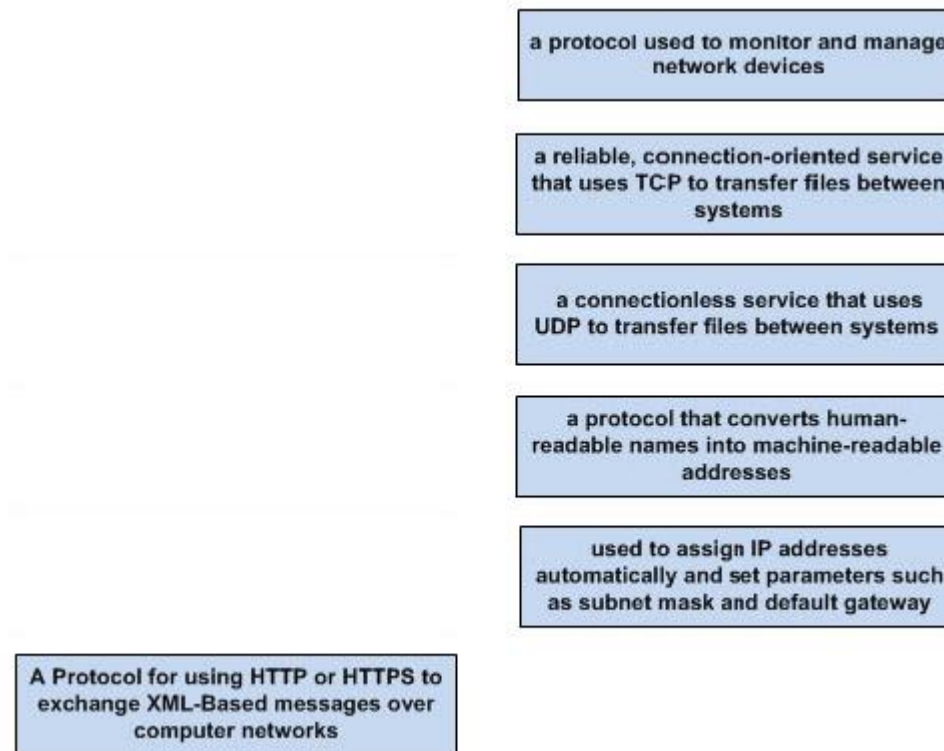 a protocol used to monitor and manage
network devices
a reliable, connection-oriented service
that uses TCP to transfer files between
systems
a connectionless service that uses
UDP to transfer files between systems
a protocol that converts human-
readable names into machine-readable
addresses
used to assign IP addresses
automatically and set parameters such
as subnet mask and default gateway
A Protocol for using HTTP or HTTPS to
exchange XML-Based messages over
computer networks